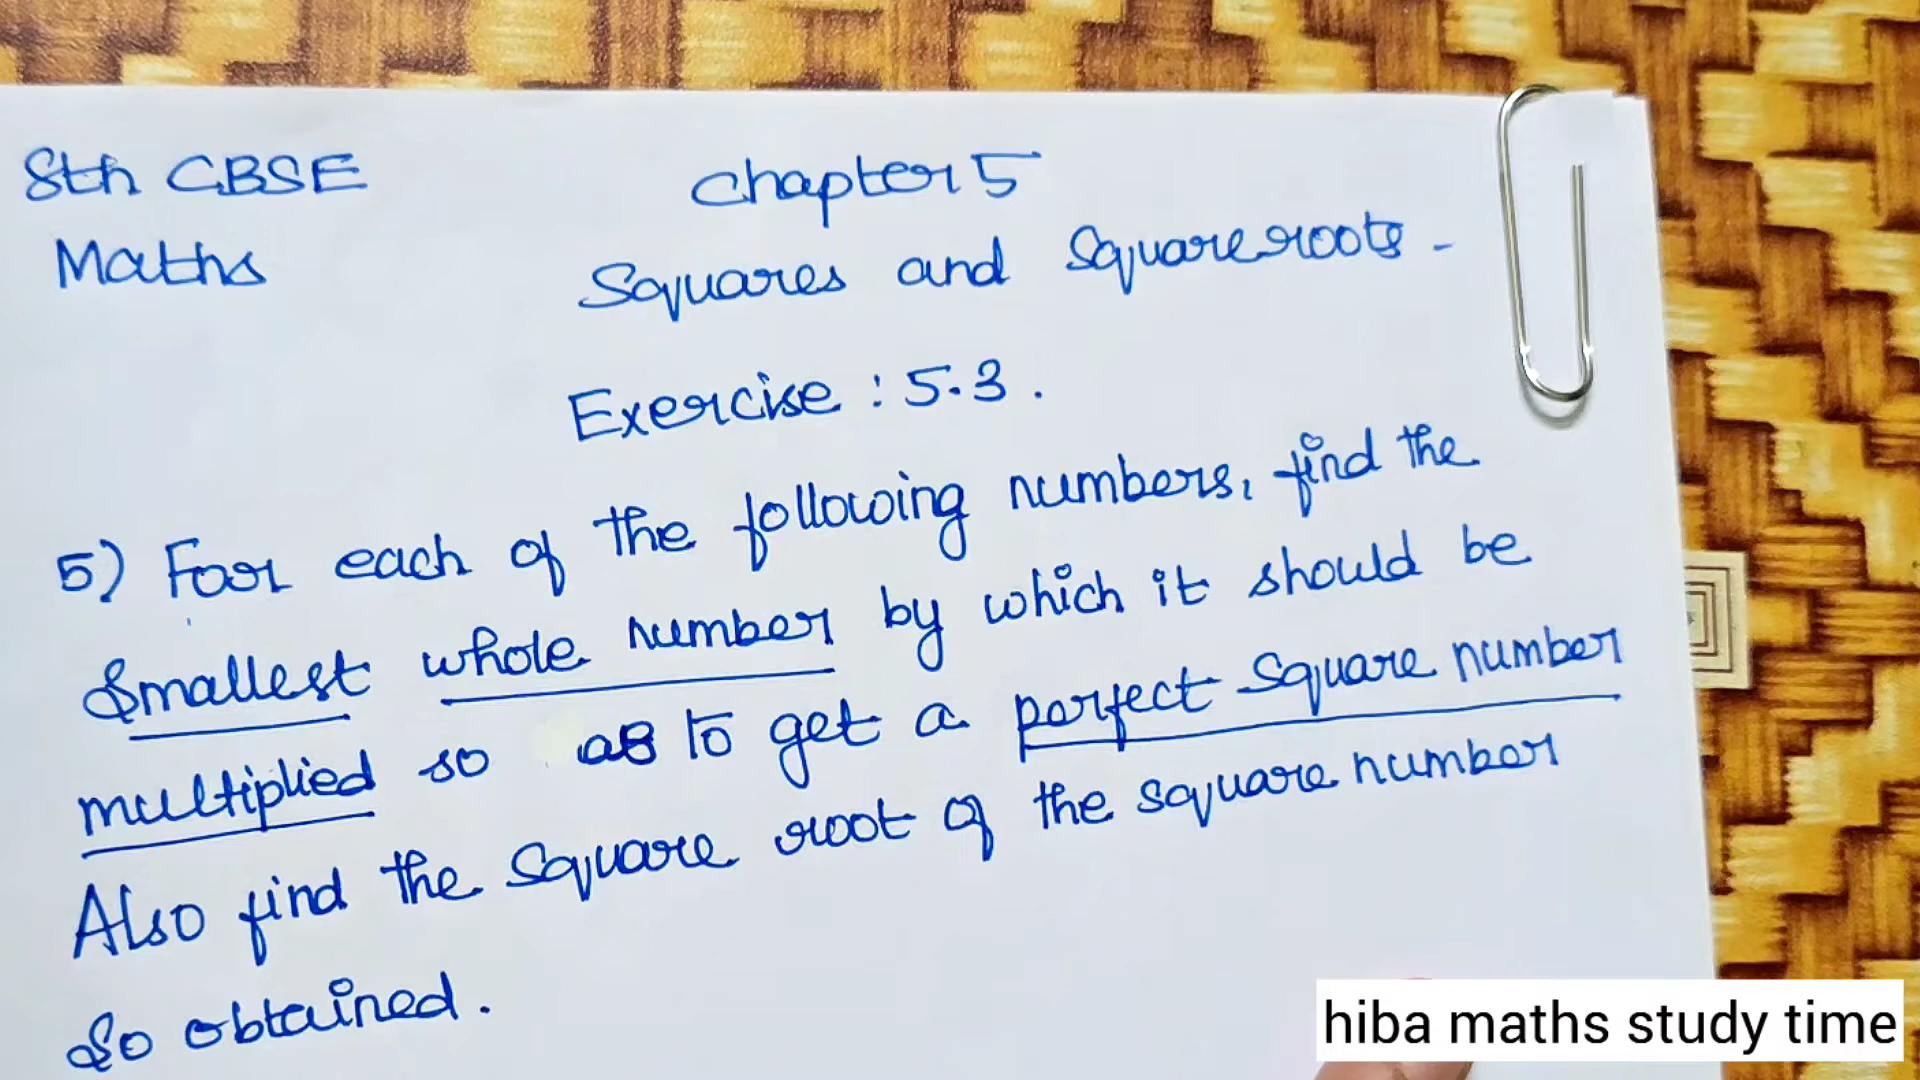 8th CBSE
Maths
Chapter 5
Squares and Squareroots -
Exercise : 5.3 .
5) For each of the following numbers, find the
Smallest whole number by which it should be
multiplied so as to get a perfect square number
Also find the square root of the square number
So obtained.
hiba maths study time